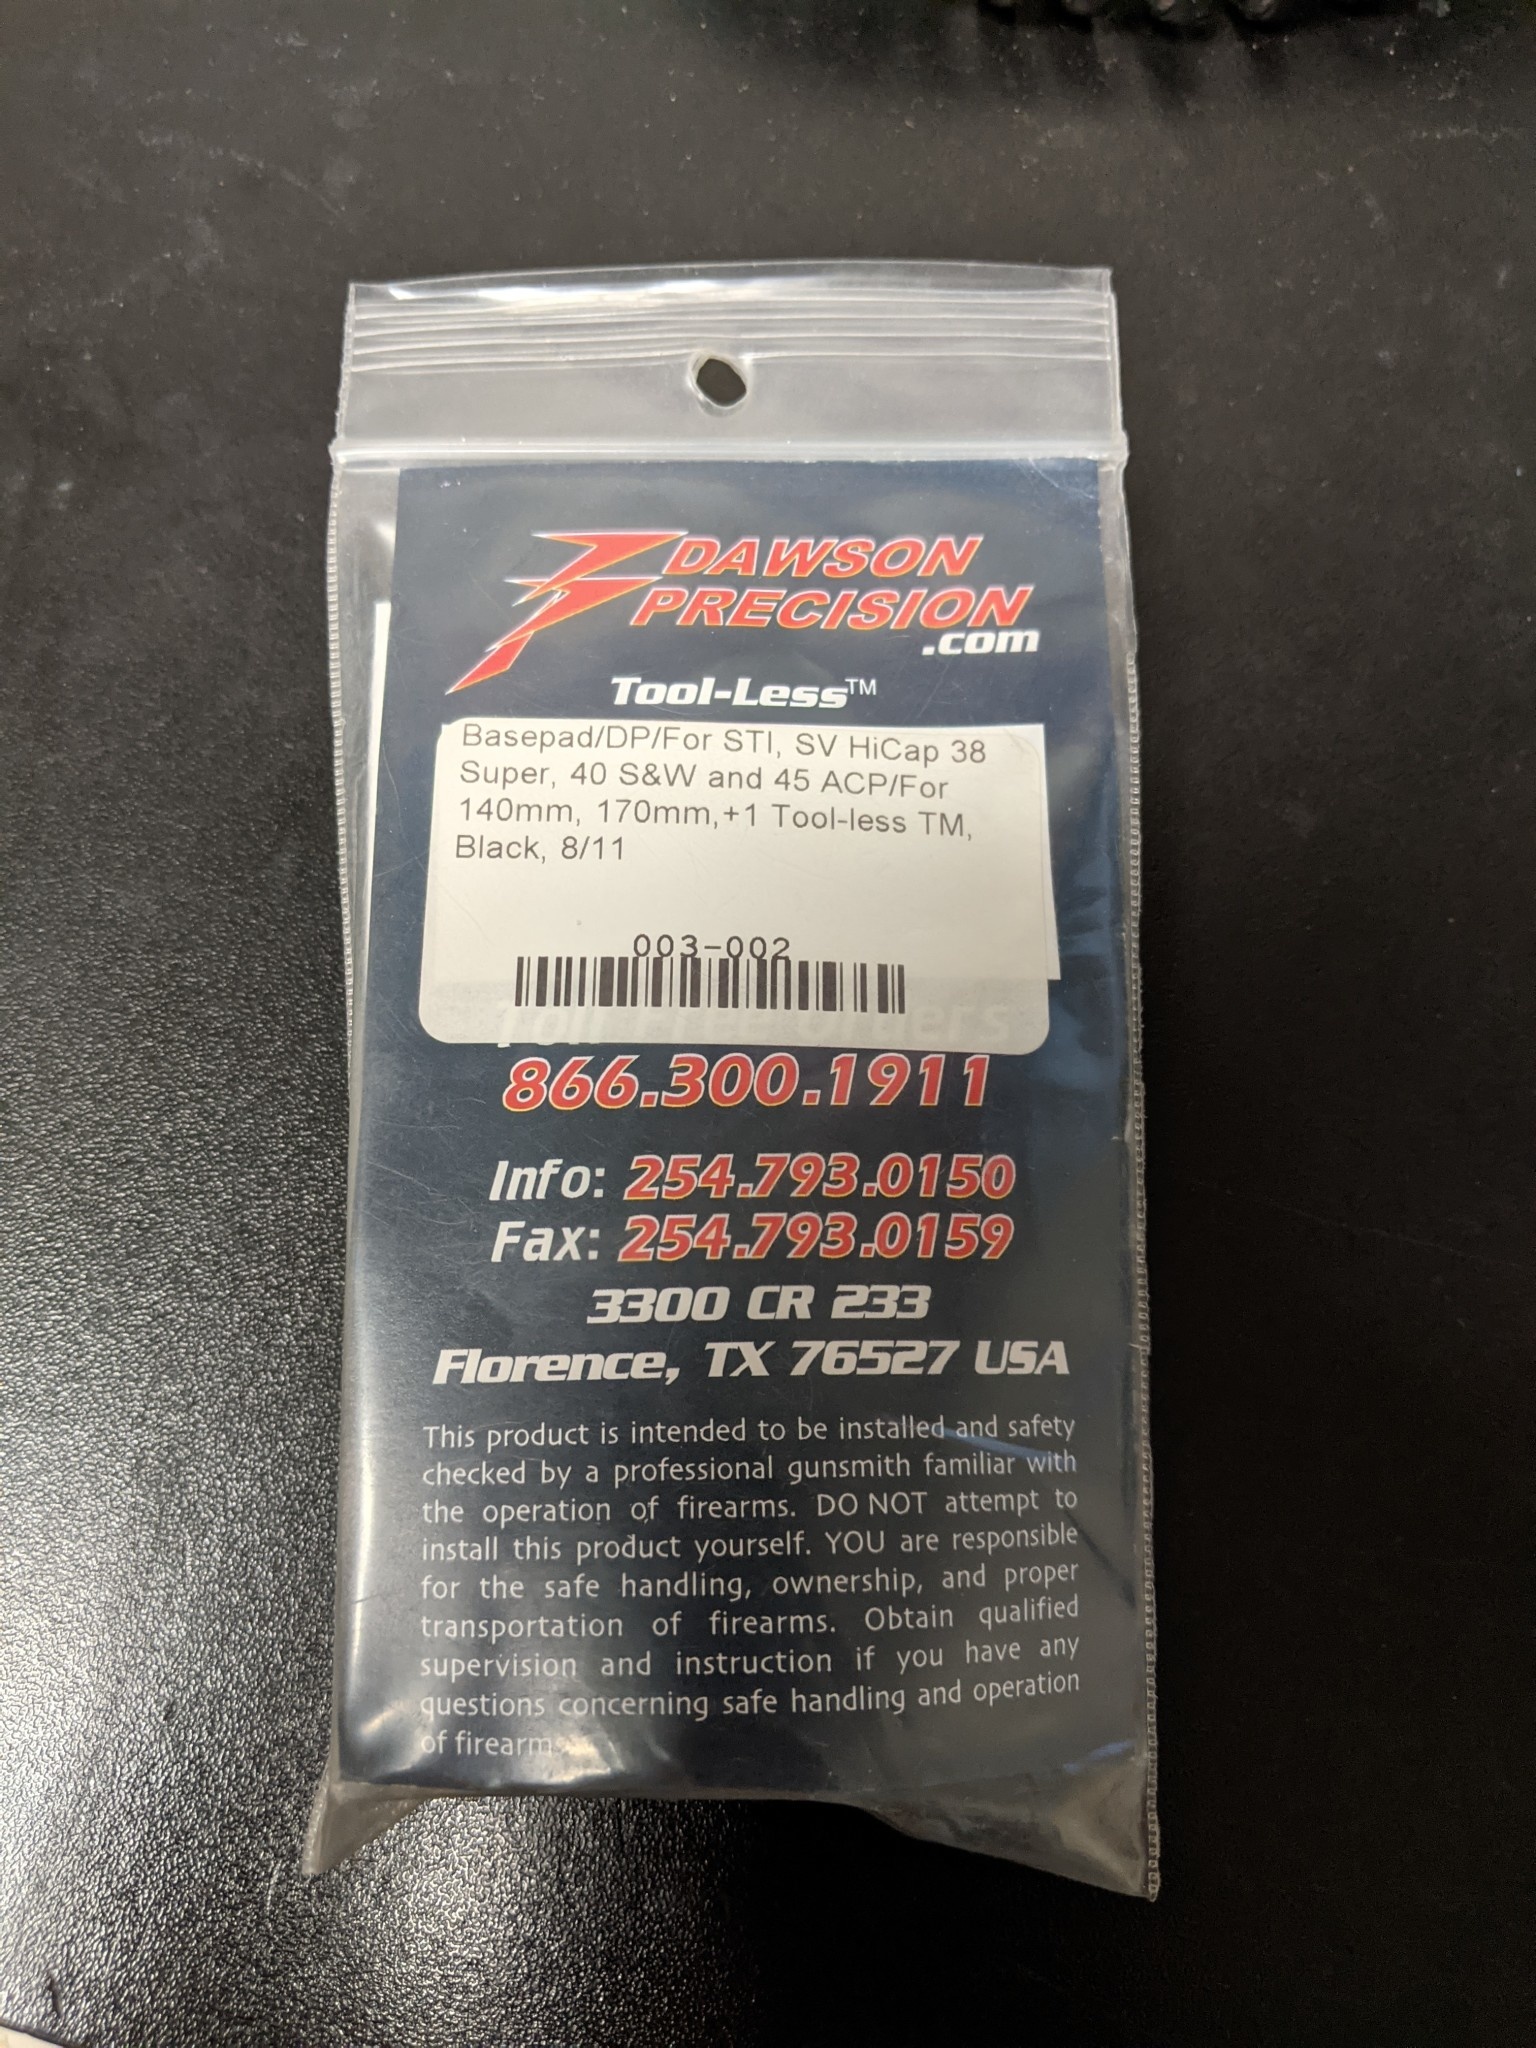 DAWSON
PRECISION
.com
Tool-Less™
Basepad/DP/For STI, SV HiCap 38
Super, 40 S&W and 45 ACP/For
140mm, 170mm,+1 Tool-less TM,
Black, 8/11
003-002
Toll Free Orders
866.300.1911
Info: 254.793.0150
Fax: 254.793.0159
3300 CR 233
Florence, TX 76527 USA
This product is intended to be installed and safety
checked by a professional gunsmith familiar with
the operation of firearms. DO NOT attempt to
install this product yourself. YOU are responsible
for the safe handling, ownership, and proper
transportation of firearms. Obtain qualified
supervision and instruction if you have any
questions concerning safe handling and operation
of firearms.